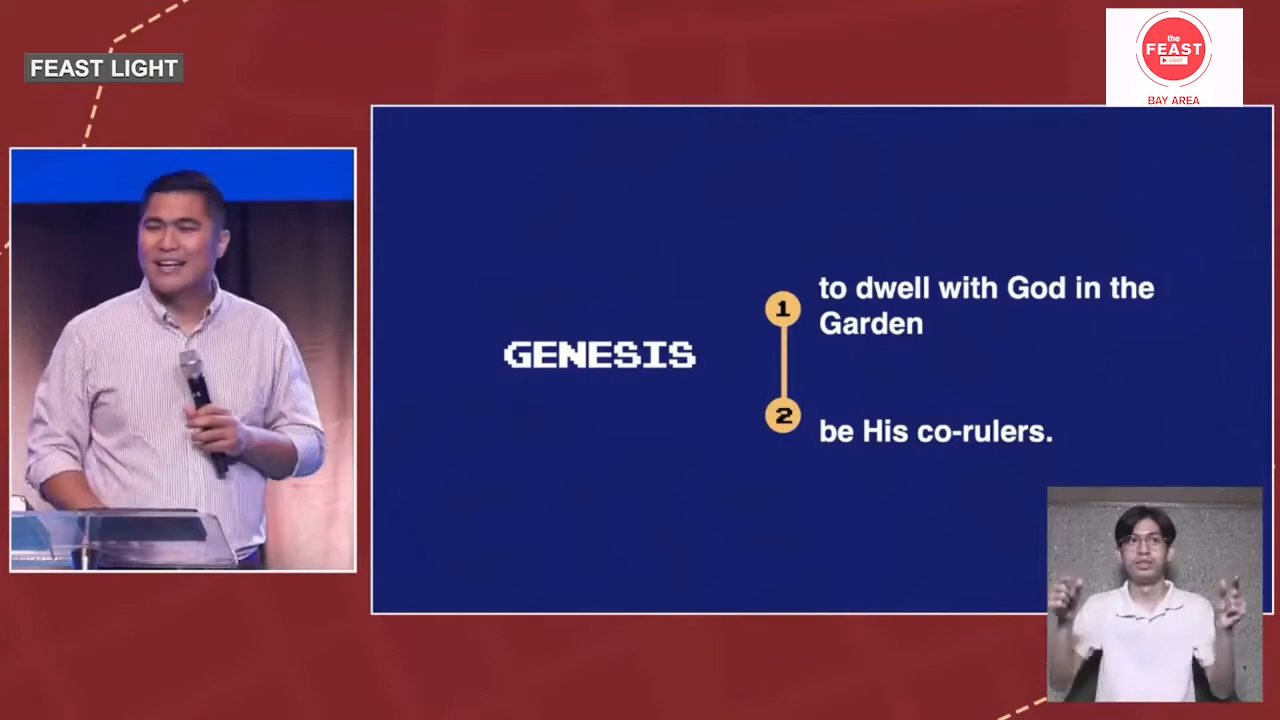 FEAST LIGHT
the
FEAST
LIGHT
BAY AREA
GENESIS
1
to dwell with God in the
Garden
2
be His co-rulers.